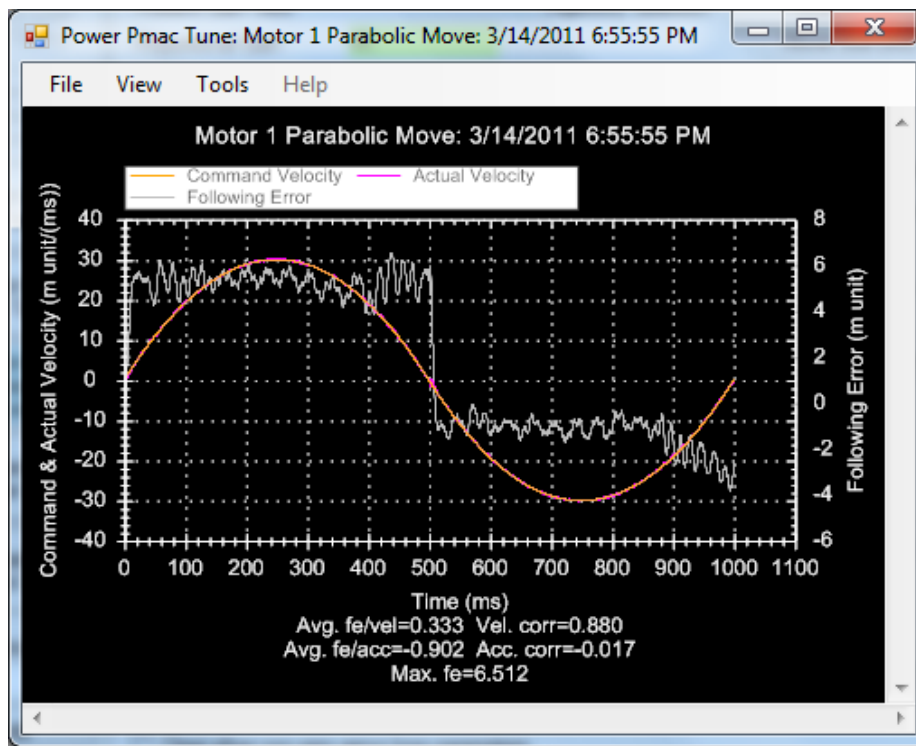 Power Pmac Tune: Motor 1 Parabolic Move: 3/14/2011 6:55:55 PM
File View Tools Help
Motor 1 Parabolic Move: 3/14/2011 6:55:55 PM
Command Velocity Actual Velocity
Following Error
Command & Actual Velocity (m unit/(ms))
40
30
20
10
0
-10
-20
-30
-40
8
6
4
2
0
-2
-4
-6
Following Error (m unit)
0 100 200 300 400 500 600 700 800 900 1000 1100
Time (ms)
Avg. fe/vel=0.333 Vel. corr=0.880
Avg. fe/acc=-0.902 Acc. corr=-0.017
Max. fe=6.512